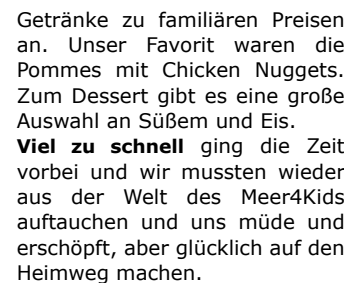 Getränke zu familiären Preisen
an. Unser Favorit waren die
Pommes mit Chicken Nuggets.
Zum Dessert gibt es eine große
Auswahl an Süßem und Eis.
Viel zu schnell ging die Zeit
vorbei und wir mussten wieder
aus der Welt des Meer4Kids
auftauchen und uns müde und
erschöpft, aber glücklich auf den
Heimweg machen.